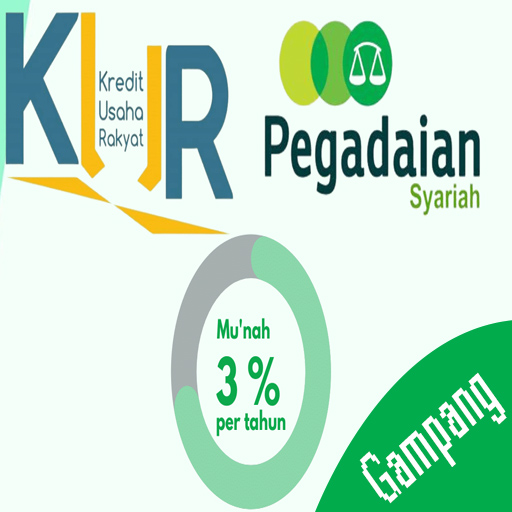 KUR
Kredit
Usaha
Rakyat
Pegadaian
Syariah
Mu'nah
3 %
per tahun
Gampang